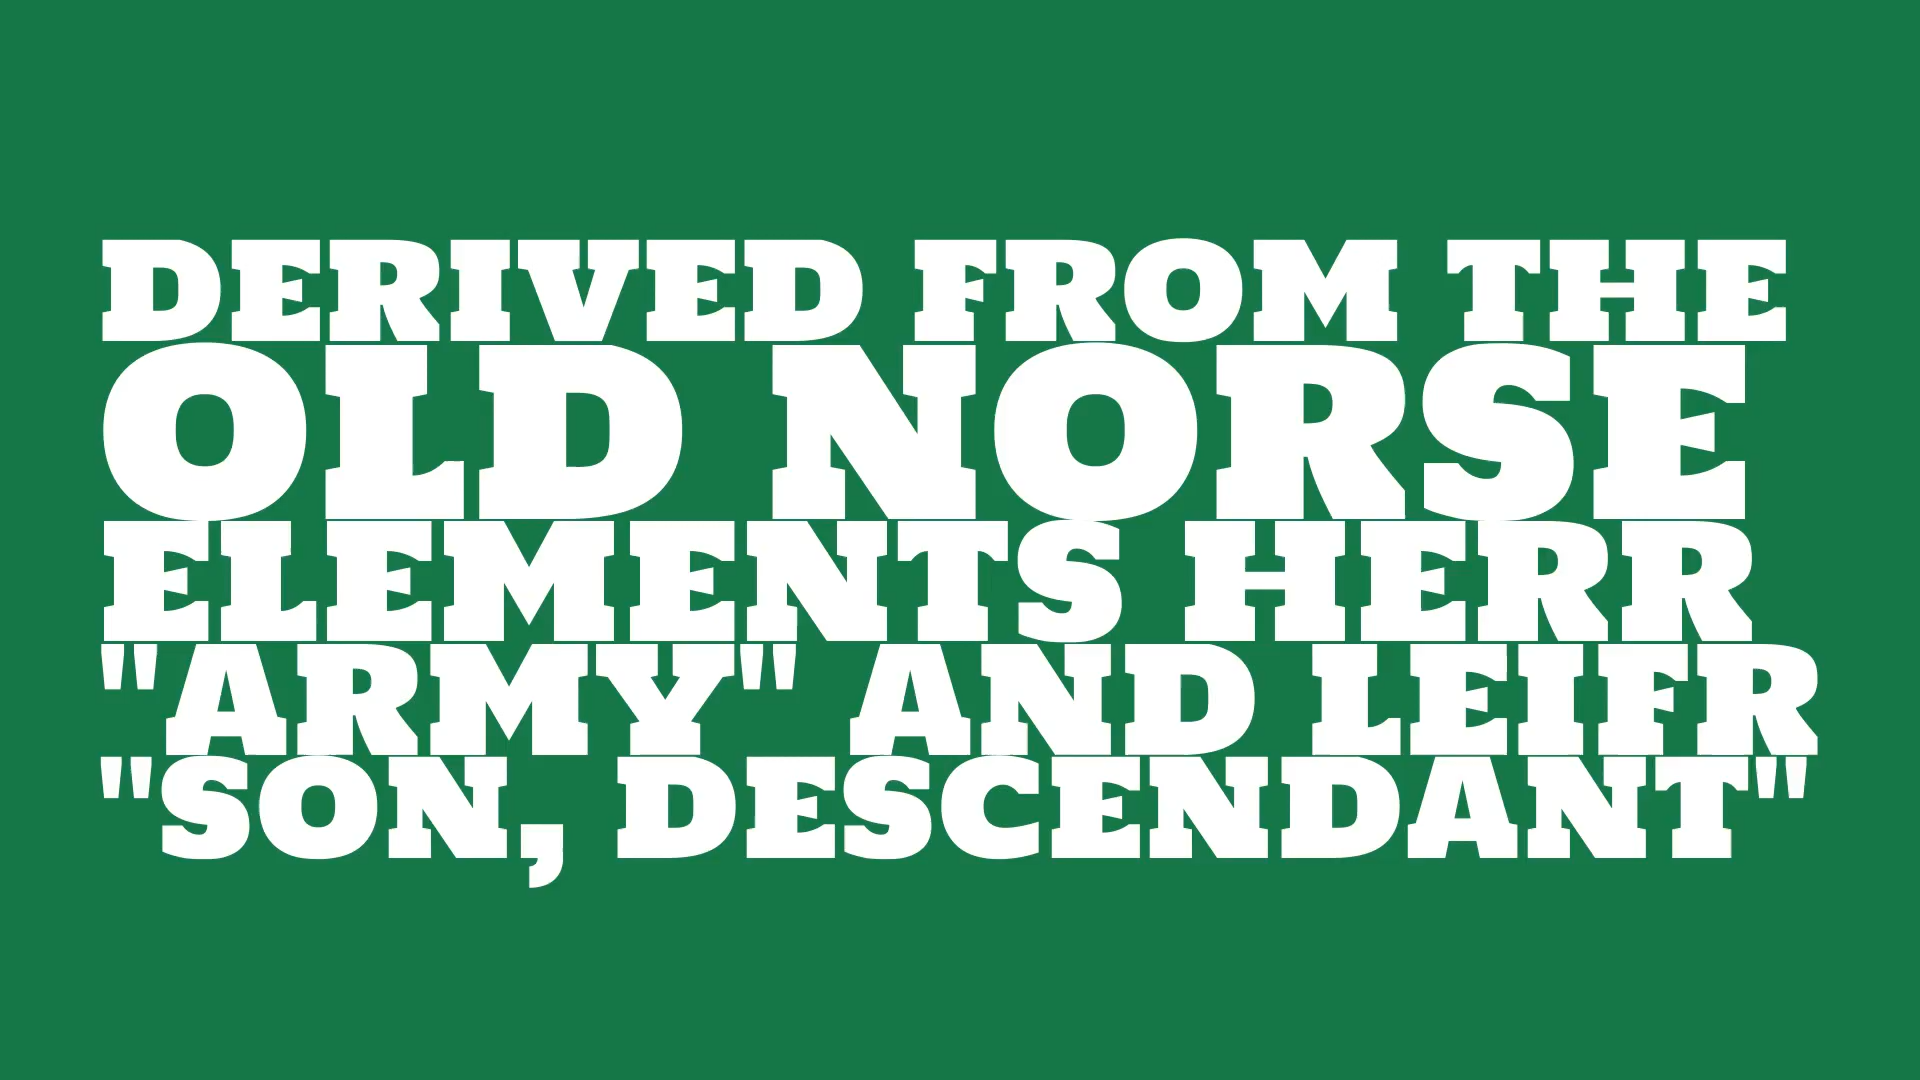 DERIVED FROM THE
OLD NORSE
ELEMENTS HERR
"ARMY" AND LEIFR
"SON, DESCENDANT"